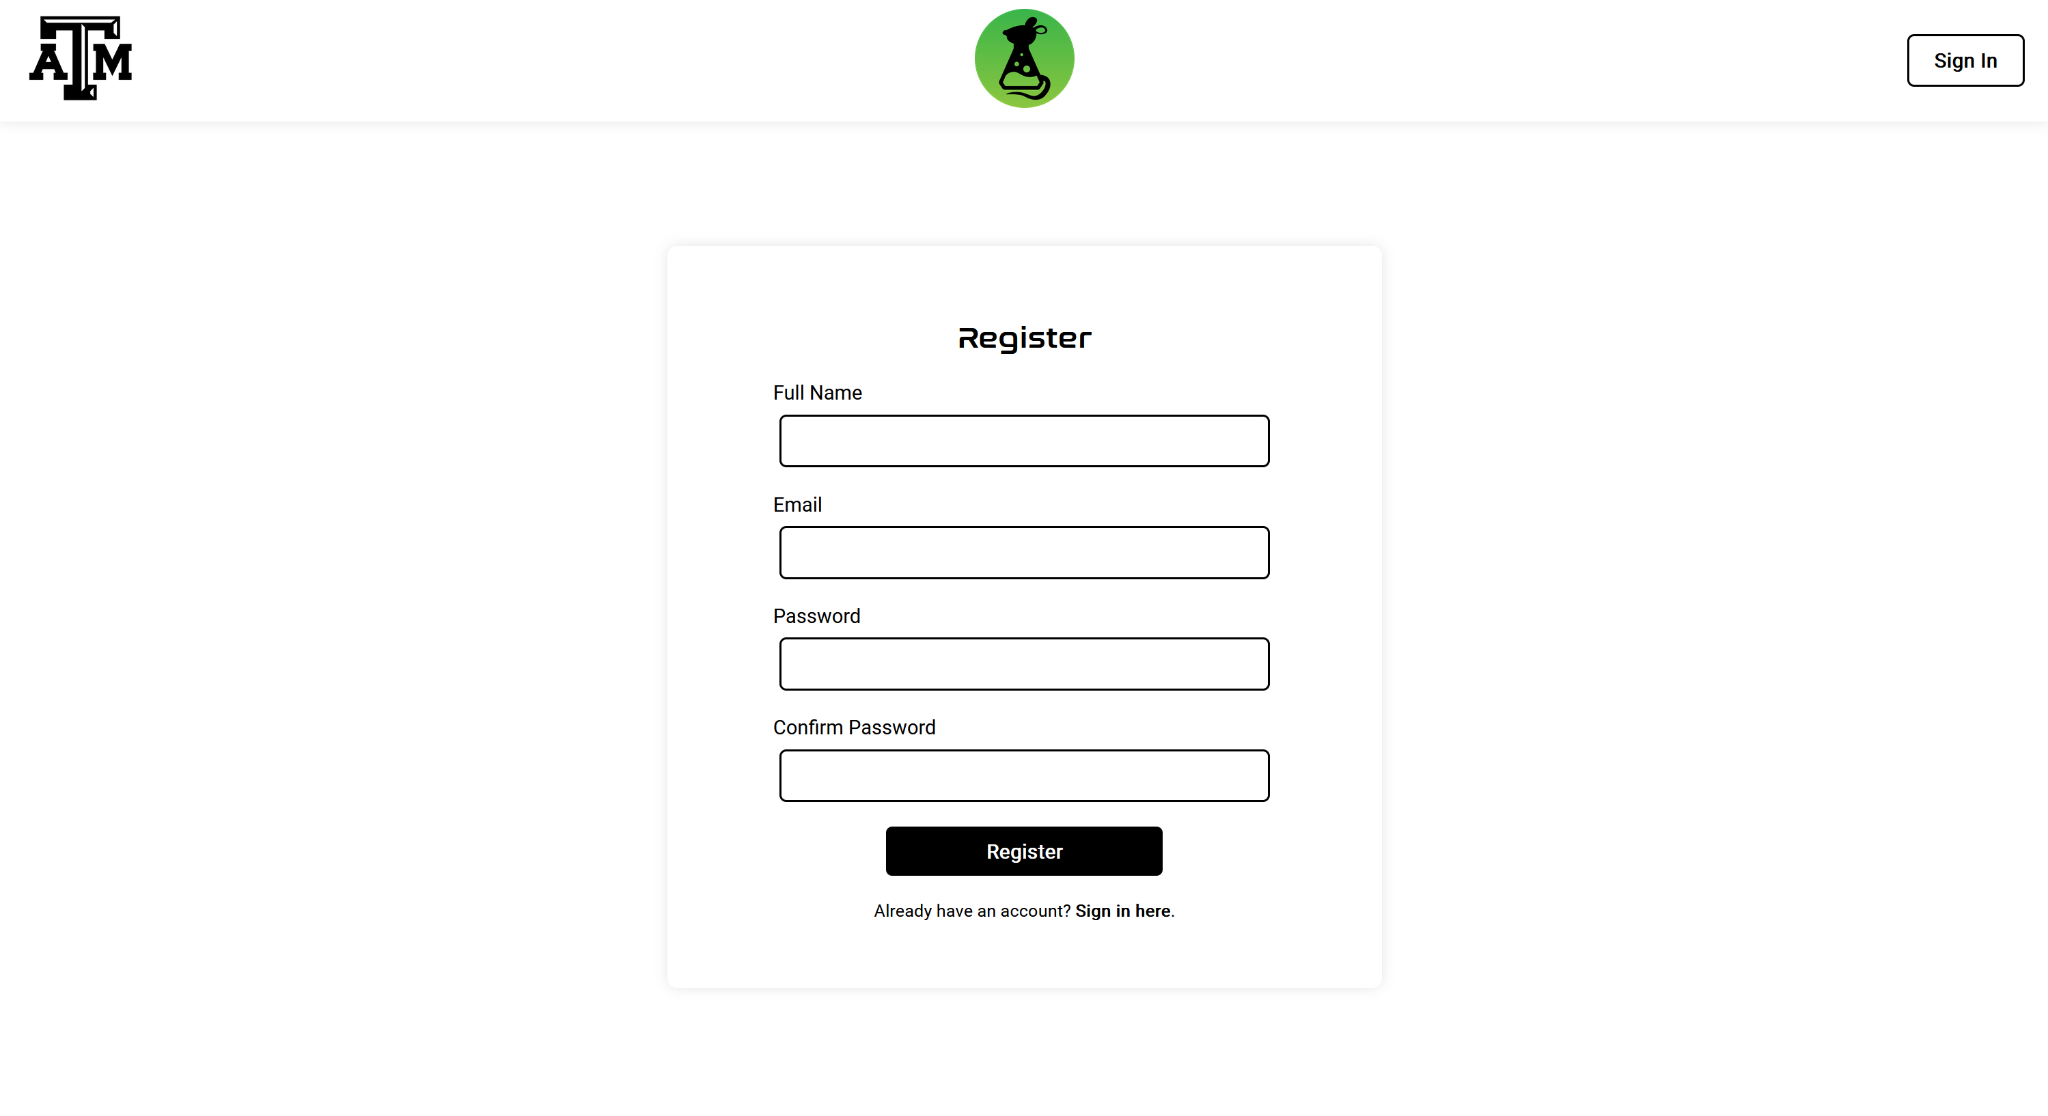 ATM
Sign In
Register
Full Name
Email
Password
Confirm Password
Register
Already have an account? Sign in here.